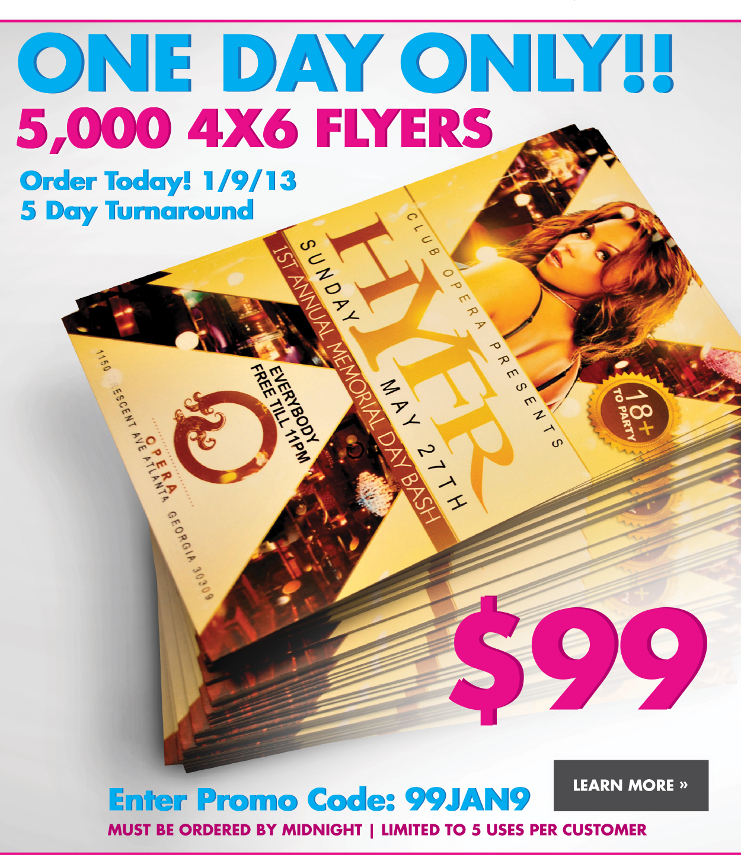 ONE DAY ONLY!!
5,000 4X6 FLYERS
Order Today! 1/9/13
5 Day Turnaround
CLUB OPERA PRESENTS
HYER
SUNDAY MAY 27TH
1ST ANNUAL MEMORIAL DAY BASH
18+
TO PARTY
EVERYBODY
FREE TILL 11PM
OPERA
1150 ESCENT AVE ATLANTA, GEORGIA 30309
$99
Enter Promo Code: 99JAN9
LEARN MORE »
MUST BE ORDERED BY MIDNIGHT | LIMITED TO 5 USES PER CUSTOMER